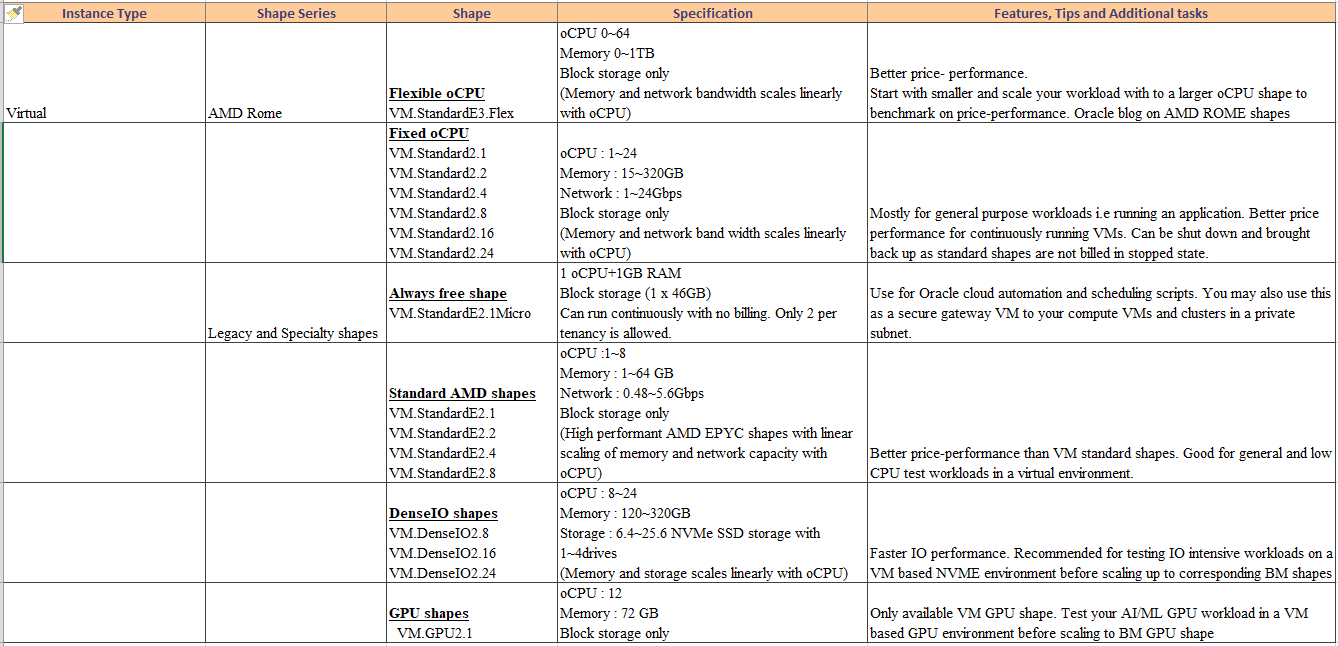 Instance Type
Shape Series
Shape
Specification
Features, Tips and Additional tasks
Virtual
AMD Rome
Flexible oCPU
VM.StandardE3.Flex
oCPU 0~64
Memory 0~1TB
Block storage only
(Memory and network bandwidth scales linearly
with oCPU)
Better price- performance.
Start with smaller and scale your workload with to a larger oCPU shape to
benchmark on price-performance. Oracle blog on AMD ROME shapes
Fixed oCPU
VM.Standard2.1
VM.Standard2.2
VM.Standard2.4
VM.Standard2.8
VM.Standard2.16
VM.Standard2.24
oCPU : 1~24
Memory : 15~320GB
Network : 1~24Gbps
Block storage only
(Memory and network band width scales linearly
with oCPU)
Mostly for general purpose workloads i.e running an application. Better price
performance for continuously running VMs. Can be shut down and brought
back up as standard shapes are not billed in stopped state.
Legacy and Specialty shapes
Always free shape
VM.StandardE2.1Micro
1 oCPU+1GB RAM
Block storage (1 x 46GB)
Can run continuously with no billing. Only 2 per
tenancy is allowed.
Use for Oracle cloud automation and scheduling scripts. You may also use this
as a secure gateway VM to your compute VMs and clusters in a private
subnet.
Standard AMD shapes
VM.StandardE2.1
VM.StandardE2.2
VM.StandardE2.4
VM.StandardE2.8
oCPU :1~8
Memory : 1~64 GB
Network : 0.48~5.6Gbps
Block storage only
(High performant AMD EPYC shapes with linear
scaling of memory and network capacity with
oCPU)
Better price-performance than VM standard shapes. Good for general and low
CPU test workloads in a virtual environment.
DenseIO shapes
VM.DenseIO2.8
VM.DenseIO2.16
VM.DenseIO2.24
oCPU : 8~24
Memory : 120~320GB
Storage : 6.4~25.6 NVMe SSD storage with
1~4drives
(Memory and storage scales linearly with oCPU)
Faster IO performance. Recommended for testing IO intensive workloads on a
VM based NVME environment before scaling up to corresponding BM shapes
GPU shapes
VM.GPU2.1
oCPU : 12
Memory : 72 GB
Block storage only
Only available VM GPU shape. Test your AI/ML GPU workload in a VM
based GPU environment before scaling to BM GPU shape